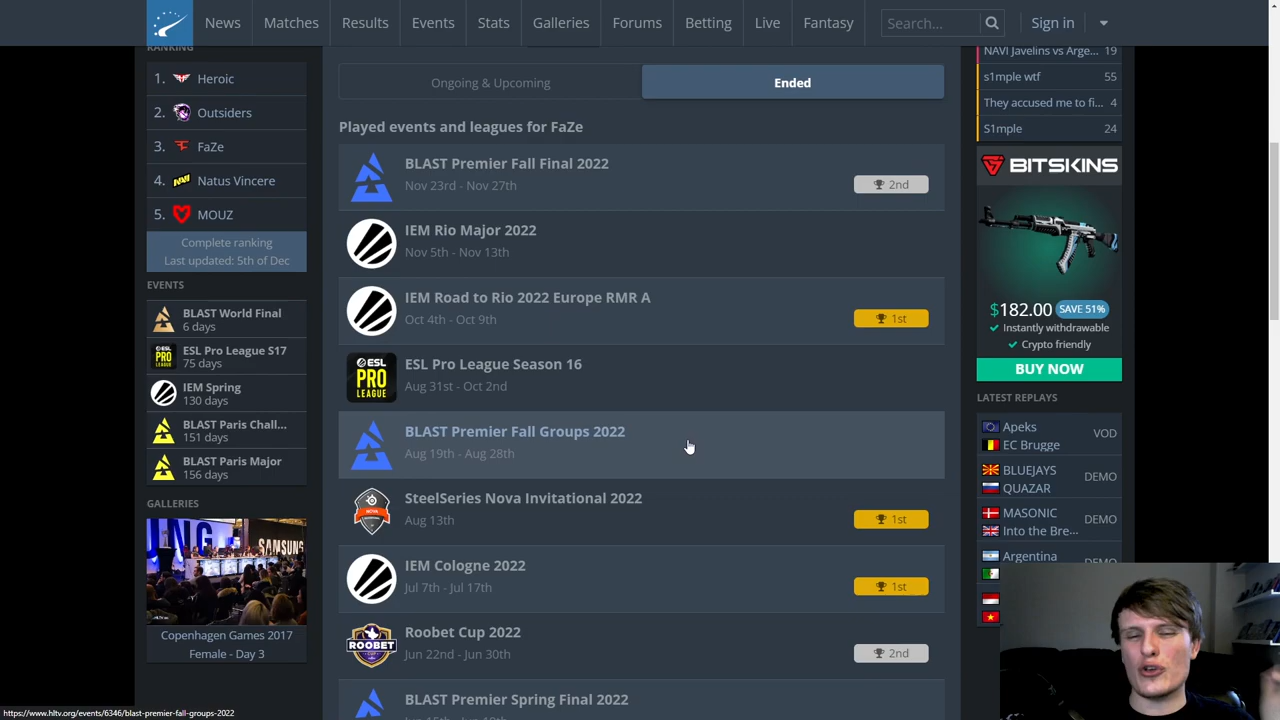 News
Matches
Results
Events
Stats
Galleries
Forums
Betting
Live
Fantasy
Search...
Sign in
RANKING
1. Heroic
2. Outsiders
3. FaZe
4. Natus Vincere
5. MOUZ
Complete ranking
Last updated: 5th of Dec
EVENTS
BLAST World Final
6 days
ESL Pro League S17
75 days
IEM Spring
130 days
BLAST Paris Chall...
151 days
BLAST Paris Major
156 days
GALLERIES
SAMSUNG
Copenhagen Games 2017
Female - Day 3
Ongoing & Upcoming
Ended
Played events and leagues for FaZe
BLAST Premier Fall Final 2022
Nov 23rd - Nov 27th
2nd
IEM Rio Major 2022
Nov 5th - Nov 13th
IEM Road to Rio 2022 Europe RMR A
Oct 4th - Oct 9th
1st
ESL PRO LEAGUE
ESL Pro League Season 16
Aug 31st - Oct 2nd
BLAST Premier Fall Groups 2022
Aug 19th - Aug 28th
NOVA
SteelSeries Nova Invitational 2022
Aug 13th
1st
IEM Cologne 2022
Jul 7th - Jul 17th
1st
ROOBET
Roobet Cup 2022
Jun 22nd - Jun 30th
2nd
BLAST Premier Spring Final 2022
NAVI Javelins vs Arge... 19
s1mple wtf 55
They accused me to fi... 4
S1mple 24
BITSKINS
$182.00 SAVE 51%
Instantly withdrawable
Crypto friendly
BUY NOW
LATEST REPLAYS
Apeks
EC Brugge
VOD
BLUEJAYS
QUAZAR
DEMO
MASONIC
Into the Bre...
DEMO
Argentina
DEMO
https://www.hltv.org/events/6346/blast-premier-fall-groups-2022